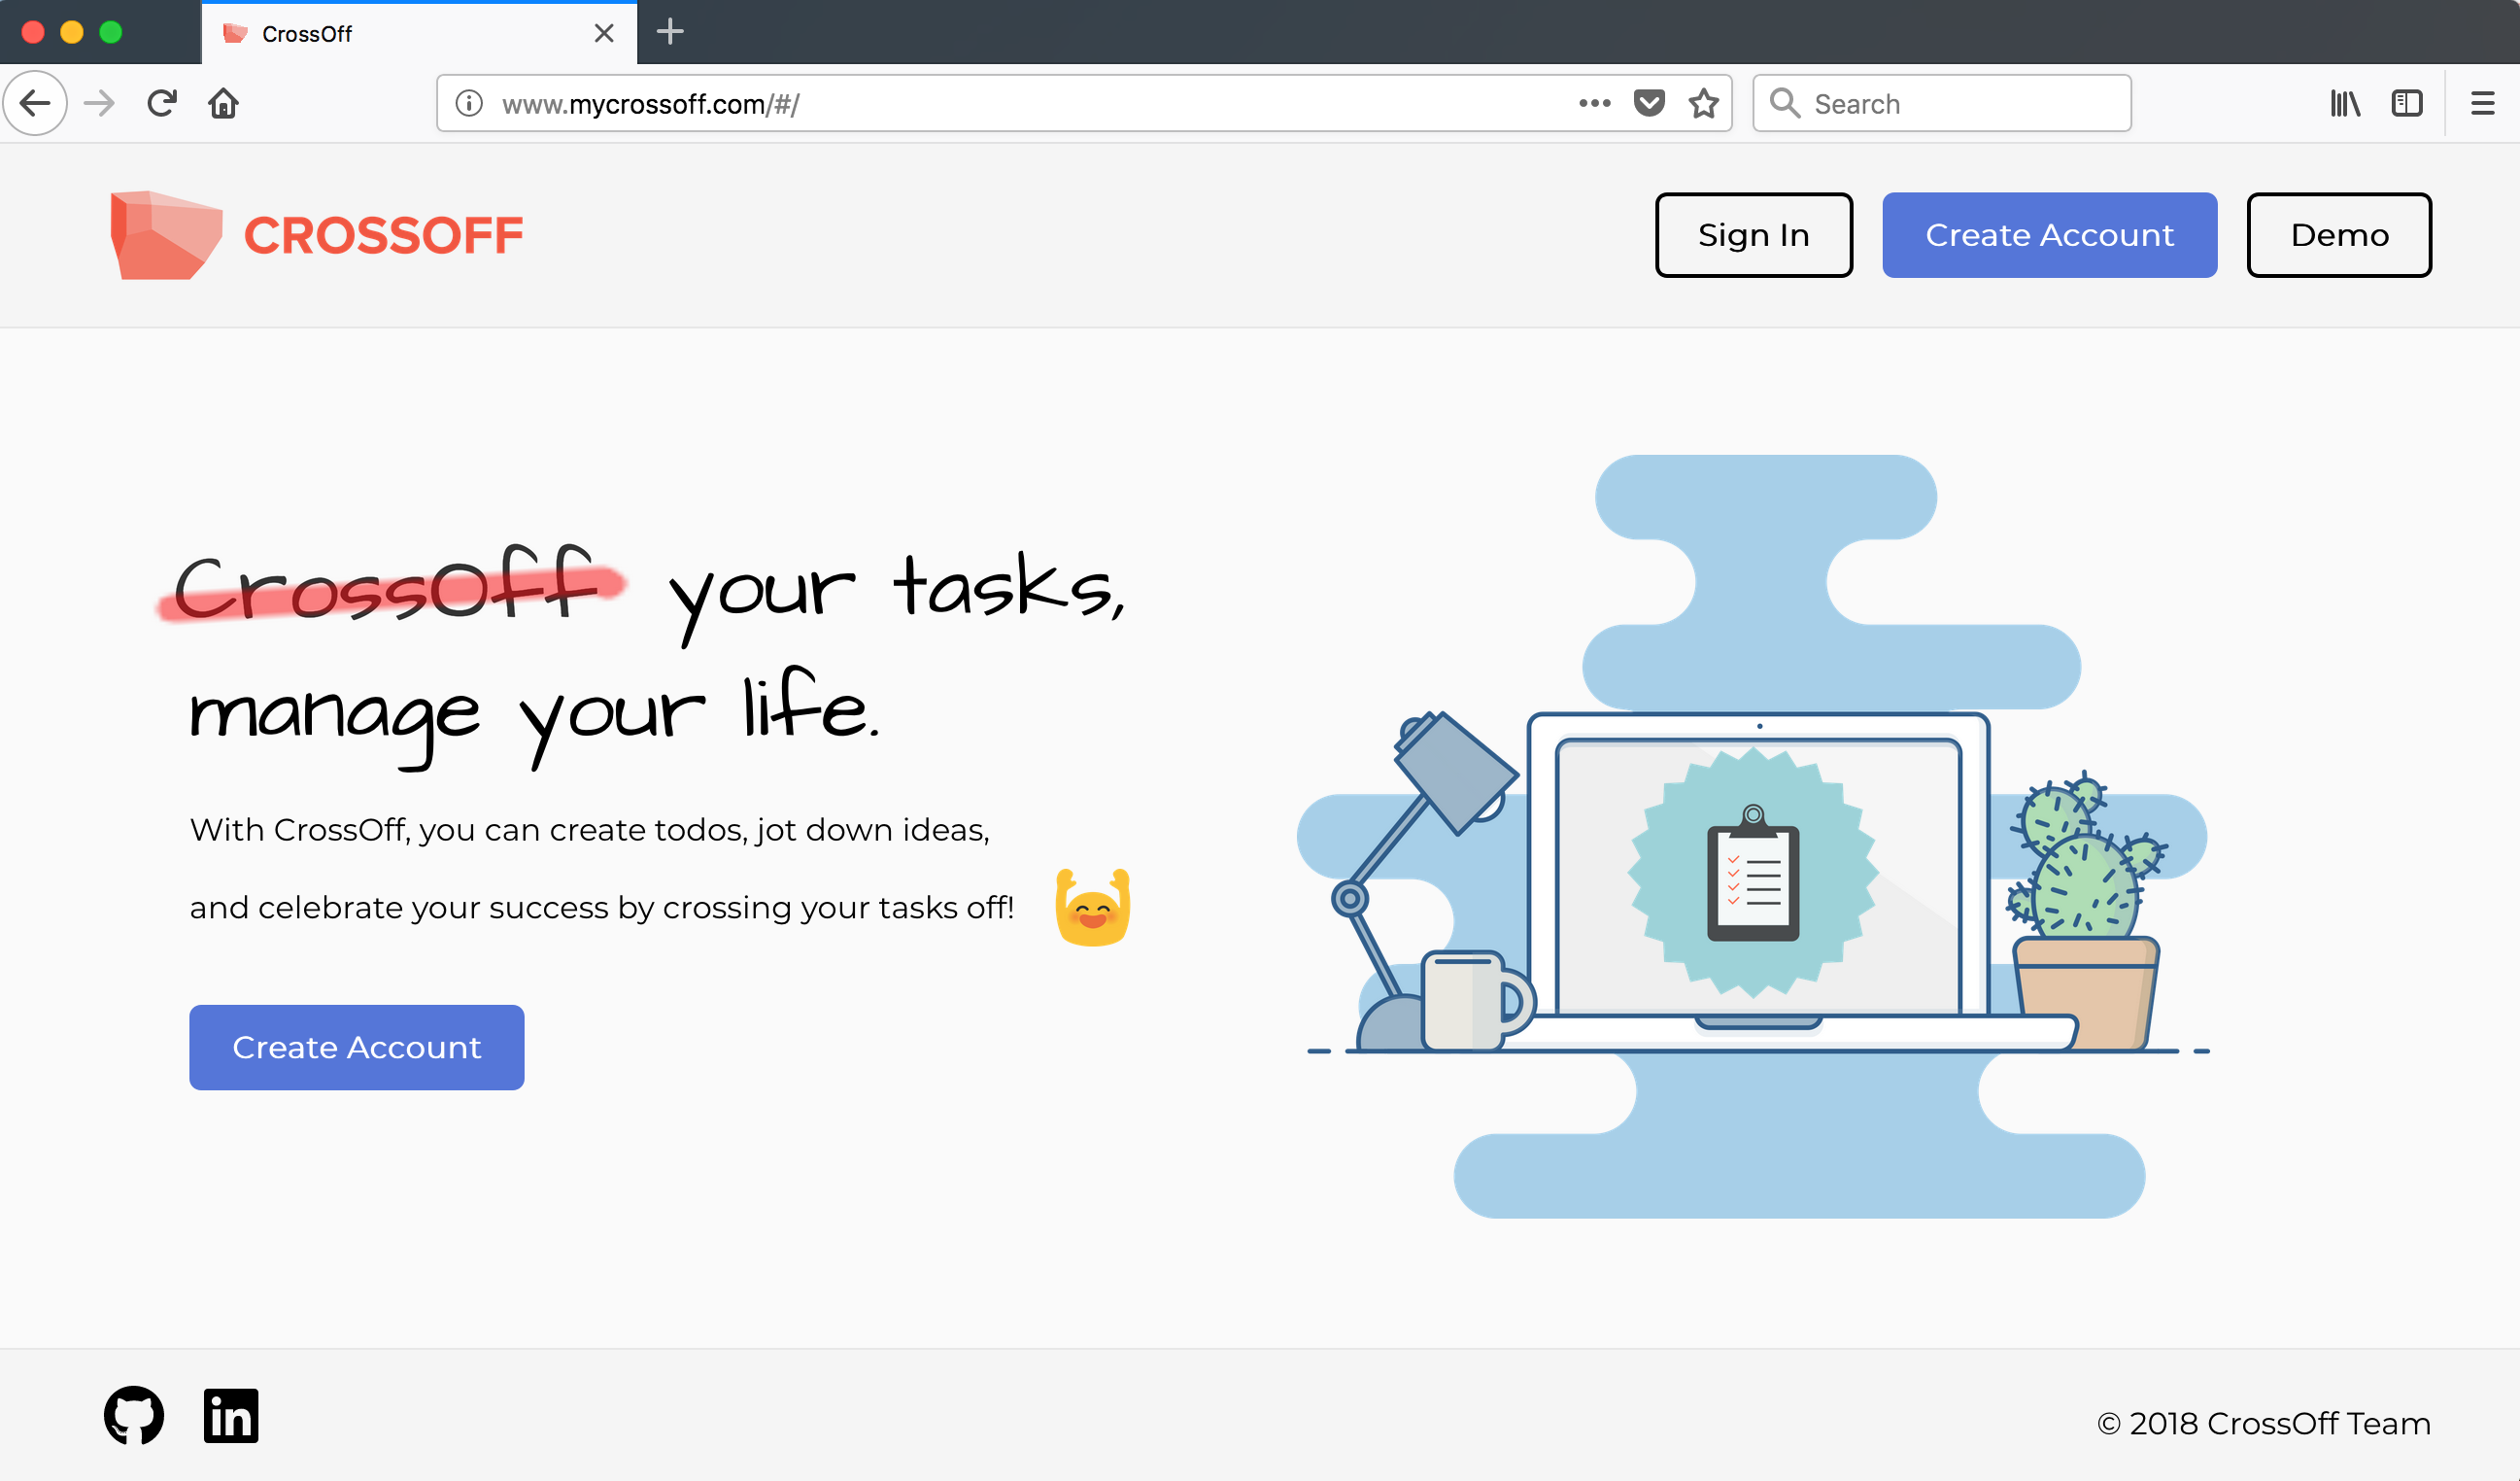 CrossOff
www.mycrossoff.com/#/
Search
CROSSOFF
Sign In
Create Account
Demo
CrossOff your tasks,
manage your life.
With CrossOff, you can create todos, jot down ideas,
and celebrate your success by crossing your tasks off!
Create Account
in
© 2018 CrossOff Team